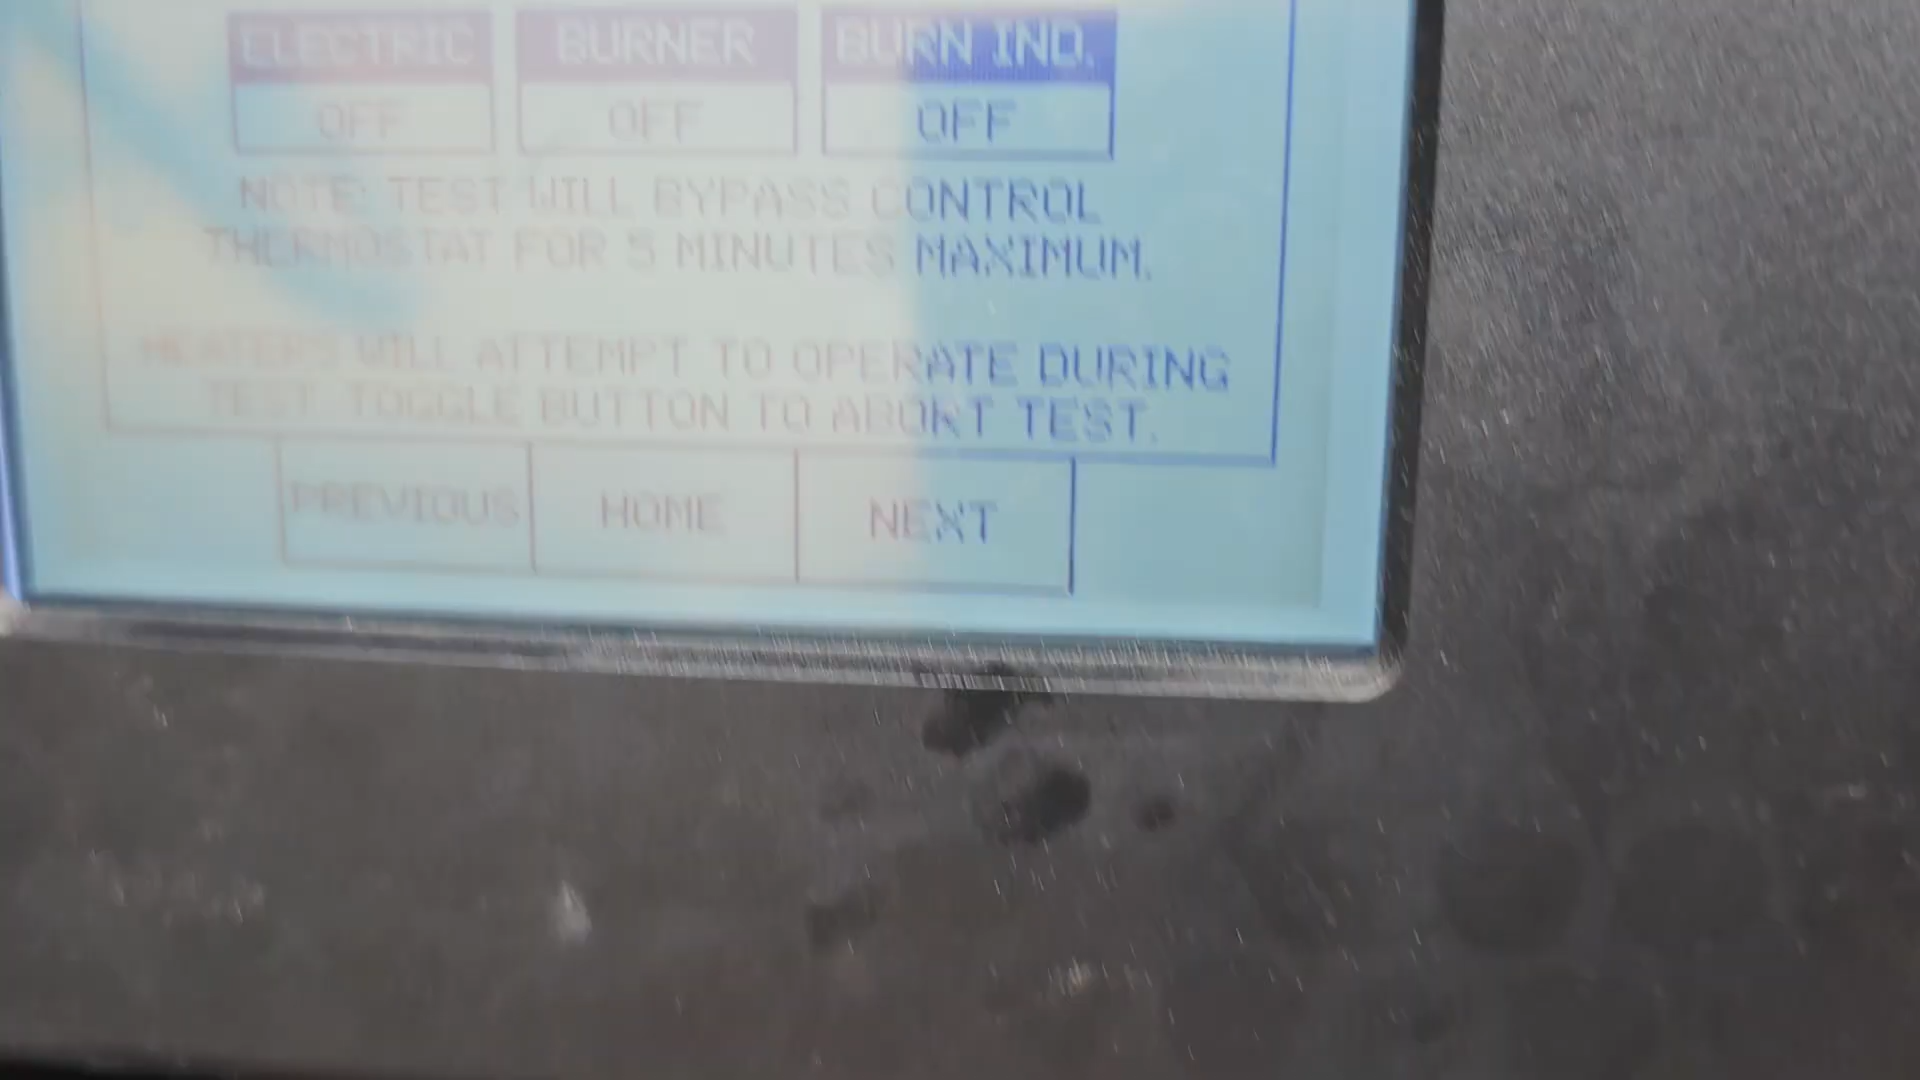 ELECTRIC BURNER BURN IND.
OFF OFF OFF
NOTE: TEST WILL BYPASS CONTROL
THERMOSTAT FOR 5 MINUTES MAXIMUM.
HEATERS WILL ATTEMPT TO OPERATE DURING
TEST. TOGGLE BUTTON TO ABORT TEST.
PREVIOUS HOME NEXT